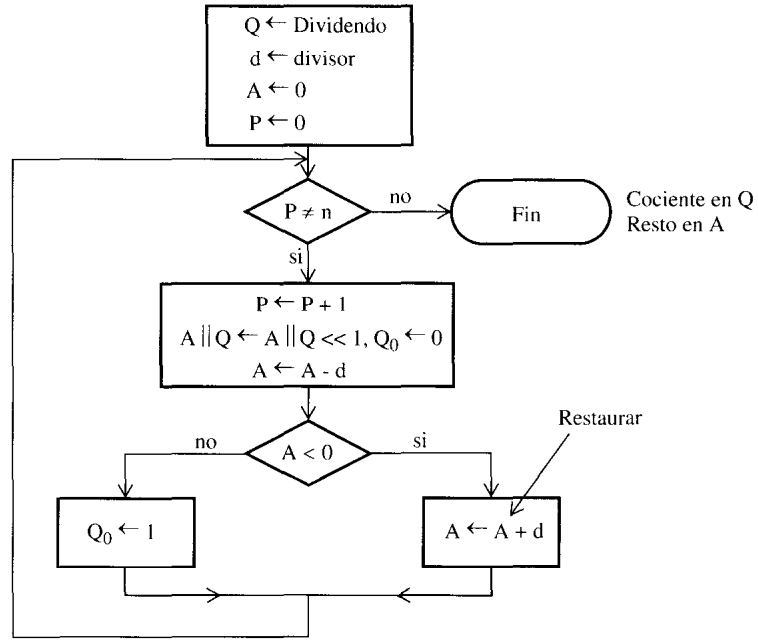 Q ← Dividendo
d ← divisor
A ← 0
P ← 0
P ≠ n
no
Fin
Cociente en Q
Resto en A
si
P ← P + 1
A || Q ← A || Q << 1, Q₀ ← 0
A ← A - d
Restaurar
no
A < 0
si
Q₀ ← 1
A ← A + d